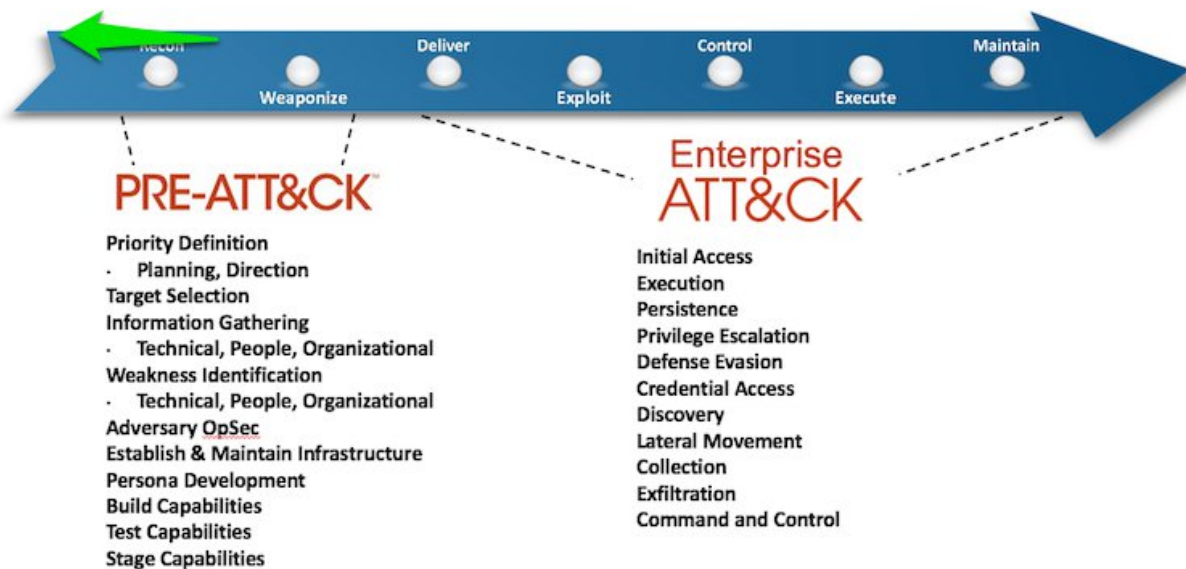 Recon
Deliver
Control
Maintain
Weaponize
Exploit
Execute
PRE-ATT&CK™
Priority Definition
· Planning, Direction
Target Selection
Information Gathering
· Technical, People, Organizational
Weakness Identification
· Technical, People, Organizational
Adversary OpSec
Establish & Maintain Infrastructure
Persona Development
Build Capabilities
Test Capabilities
Stage Capabilities
Enterprise
ATT&CK
Initial Access
Execution
Persistence
Privilege Escalation
Defense Evasion
Credential Access
Discovery
Lateral Movement
Collection
Exfiltration
Command and Control